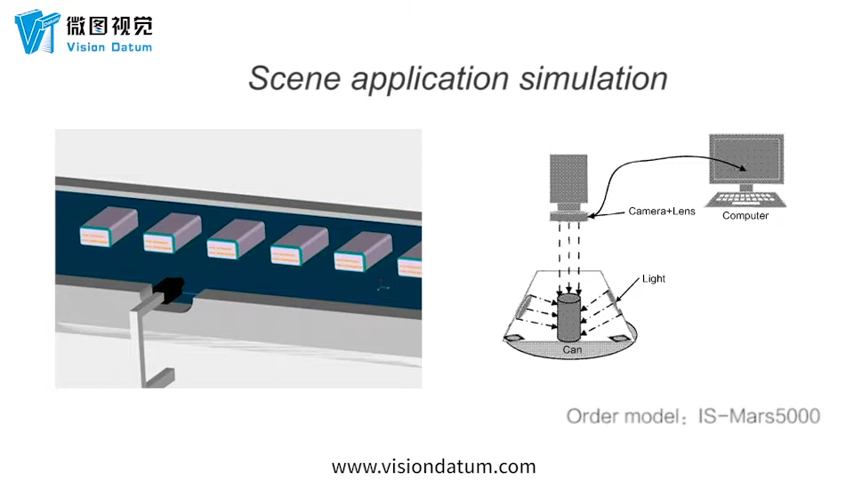 微图视觉
Vision Datum
Scene application simulation
Camera+Lens
Computer
Light
Can
Order model：IS-Mars5000
www.visiondatum.com